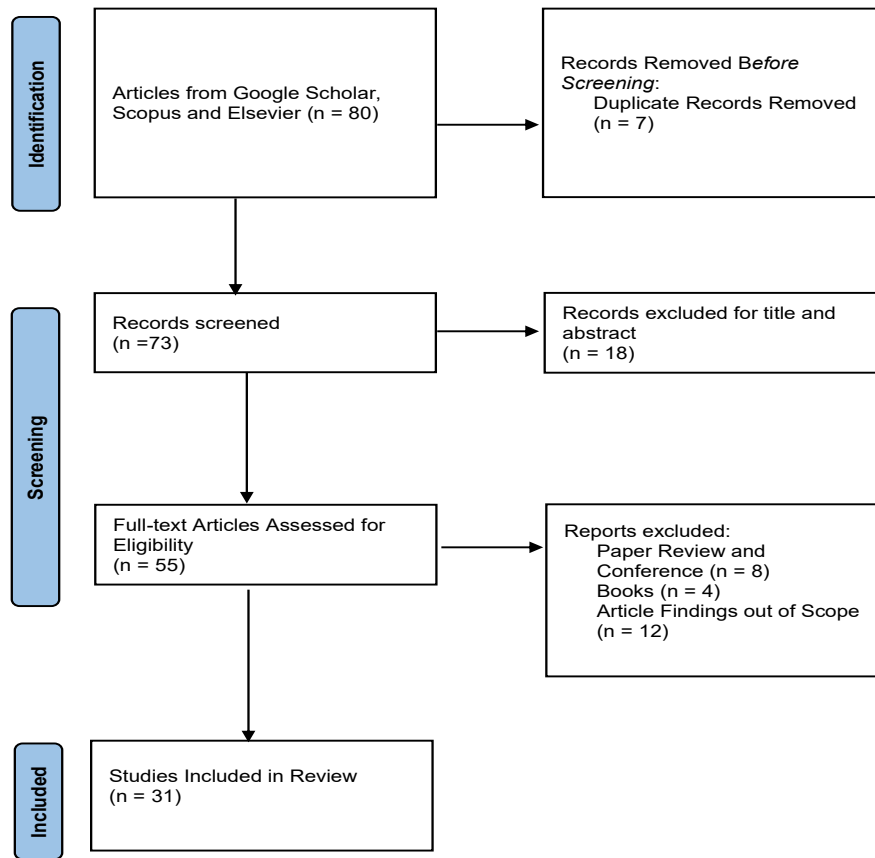 Identification
Articles from Google Scholar,
Scopus and Elsevier (n = 80)
Records Removed Before
Screening:
Duplicate Records Removed
(n = 7)
Screening
Records screened
(n =73)
Records excluded for title and
abstract
(n = 18)
Full-text Articles Assessed for
Eligibility
(n = 55)
Reports excluded:
Paper Review and
Conference (n = 8)
Books (n = 4)
Article Findings out of Scope
(n = 12)
Included
Studies Included in Review
(n = 31)